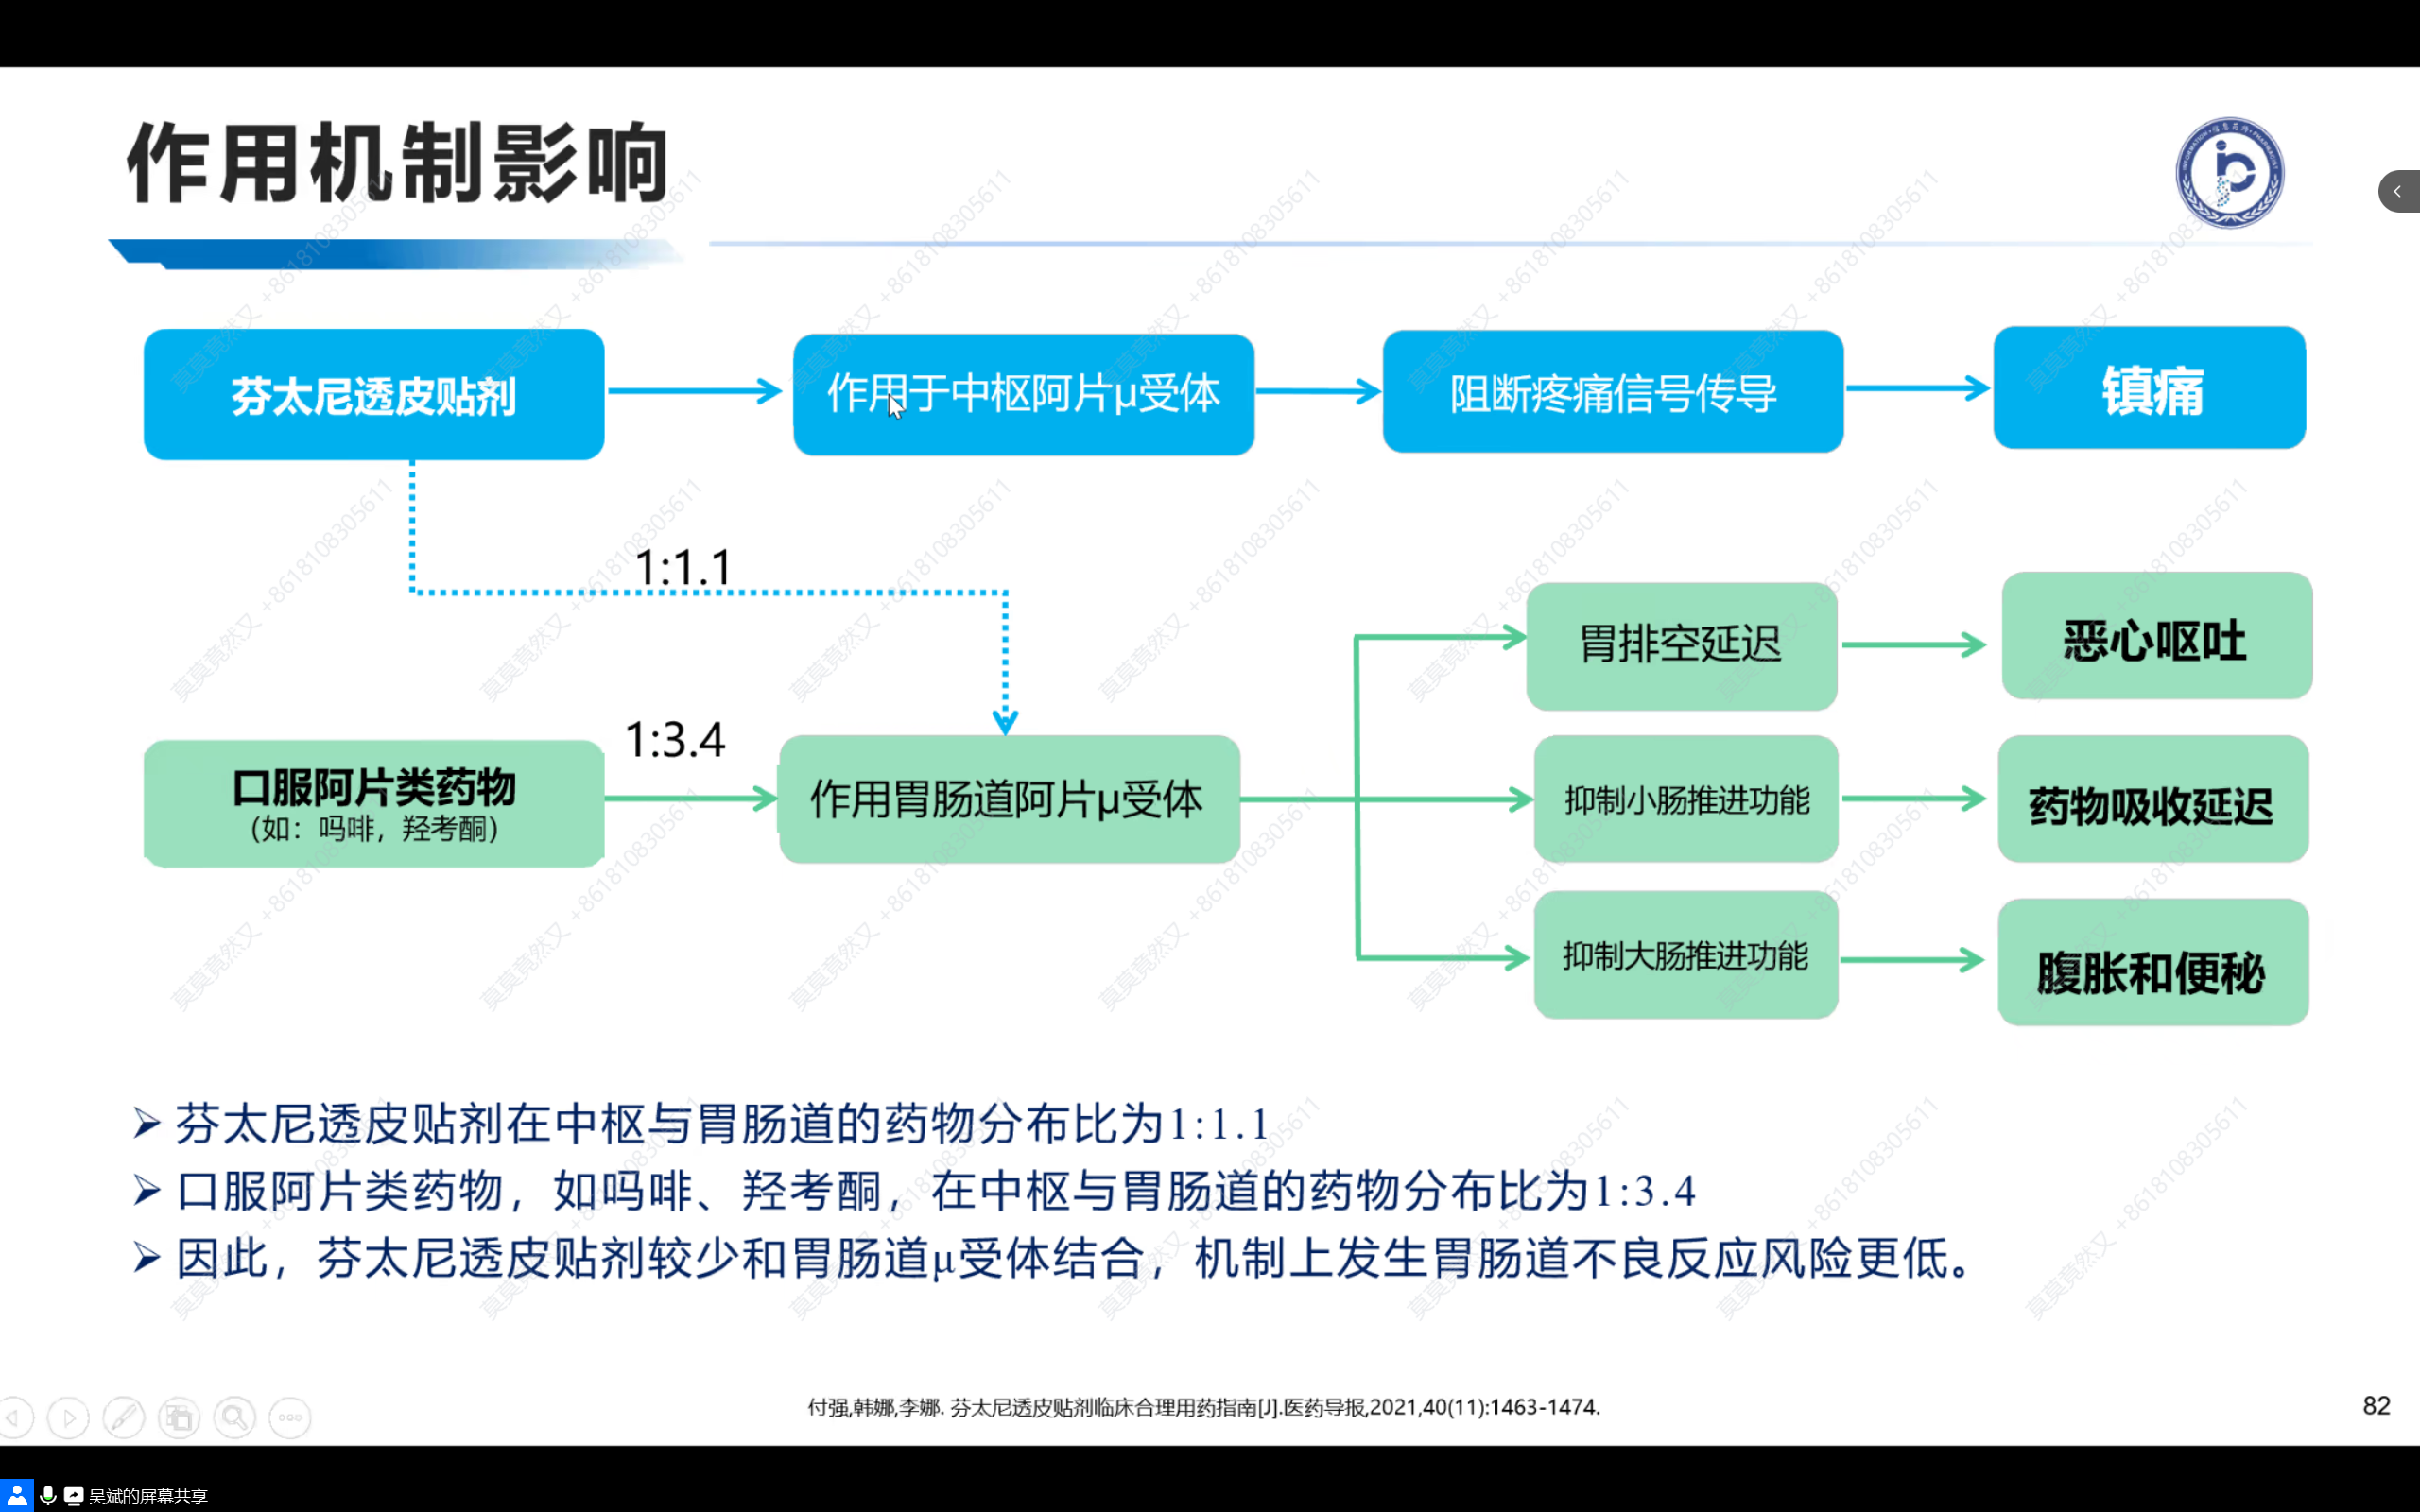 作用机制影响
芬太尼透皮贴剂
作用于中枢阿片μ受体
阻断疼痛信号传导
镇痛
1:1.1
胃排空延迟
恶心呕吐
1:3.4
口服阿片类药物
(如：吗啡，羟考酮)
作用胃肠道阿片μ受体
抑制小肠推进功能
药物吸收延迟
抑制大肠推进功能
腹胀和便秘
➢ 芬太尼透皮贴剂在中枢与胃肠道的药物分布比为1:1.1
➢ 口服阿片类药物，如吗啡、羟考酮，在中枢与胃肠道的药物分布比为1:3.4
➢ 因此，芬太尼透皮贴剂较少和胃肠道μ受体结合，机制上发生胃肠道不良反应风险更低。
付强,韩娜,李娜. 芬太尼透皮贴剂临床合理用药指南[J].医药导报,2021,40(11):1463-1474.
82
吴斌的屏幕共享
莫莫竟然又 +8618108305611